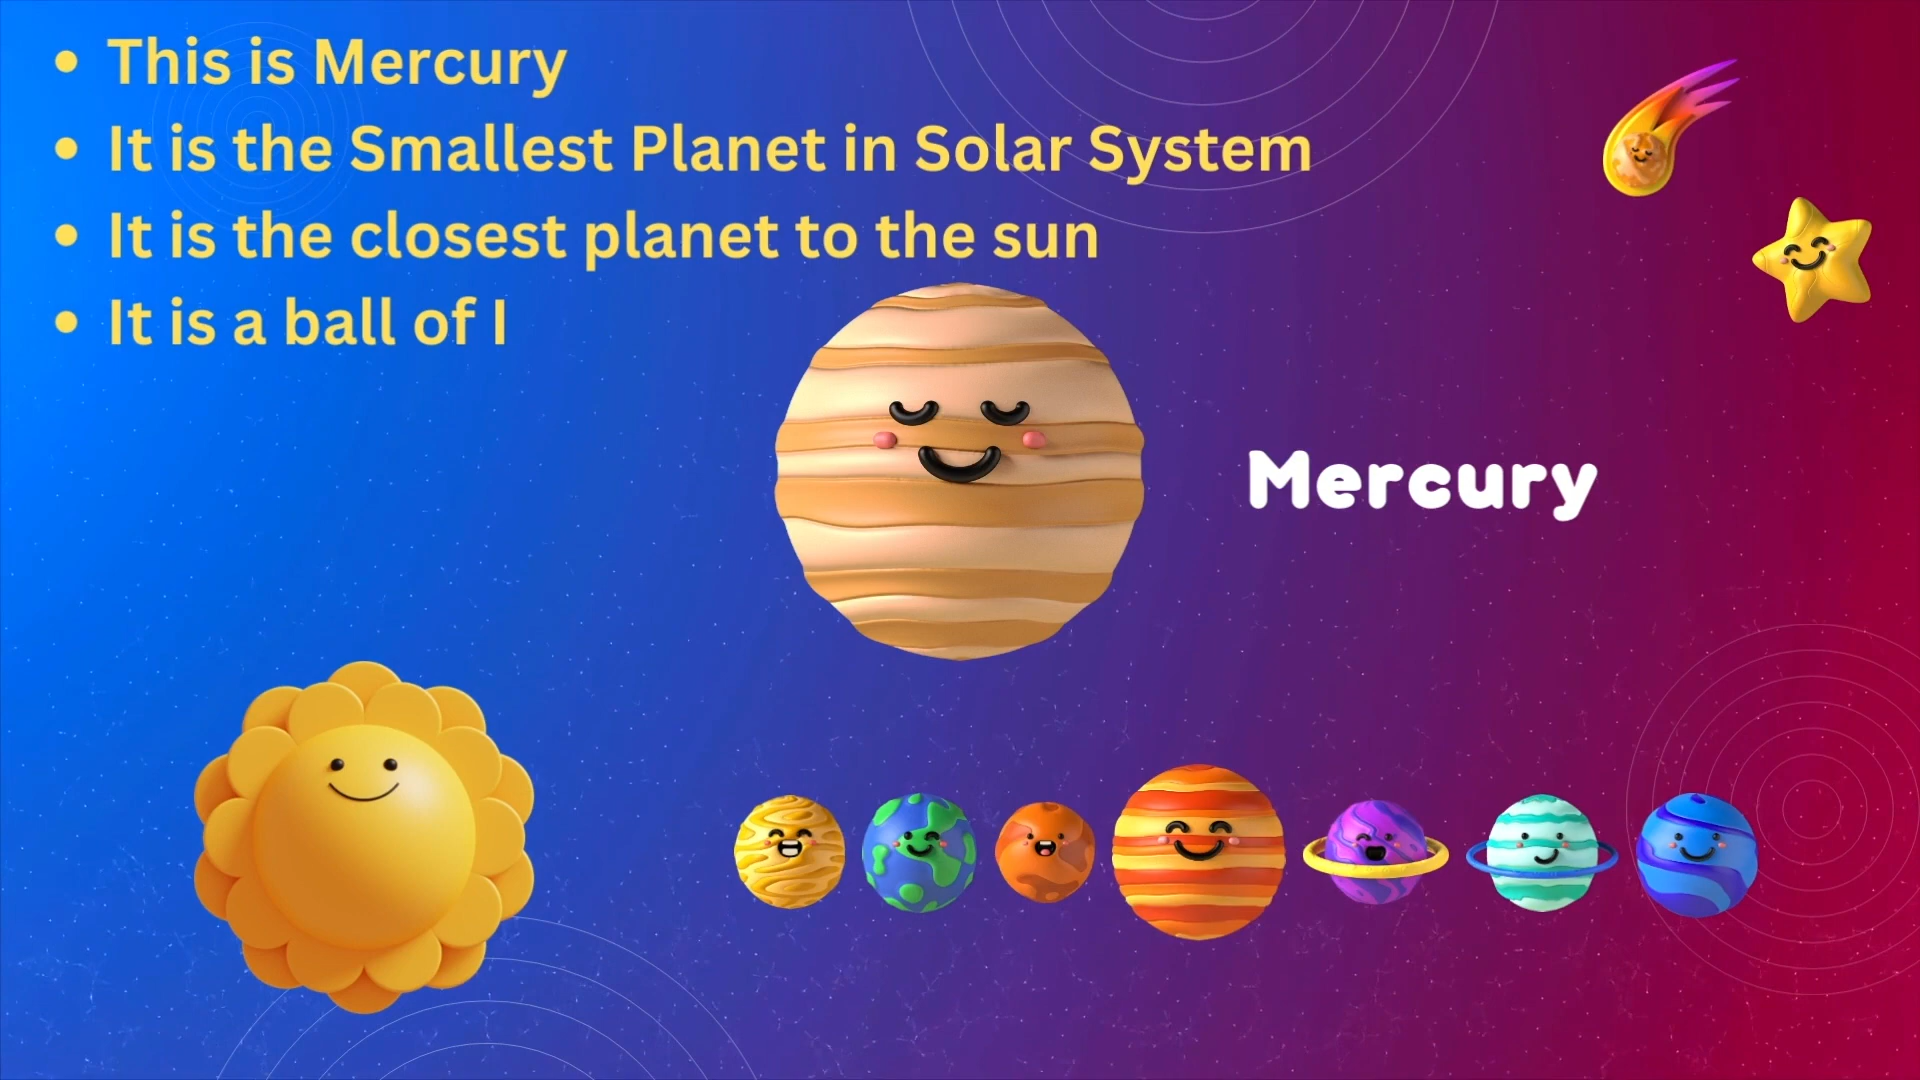 • This is Mercury
• It is the Smallest Planet in Solar System
• It is the closest planet to the sun
• It is a ball of I
Mercury